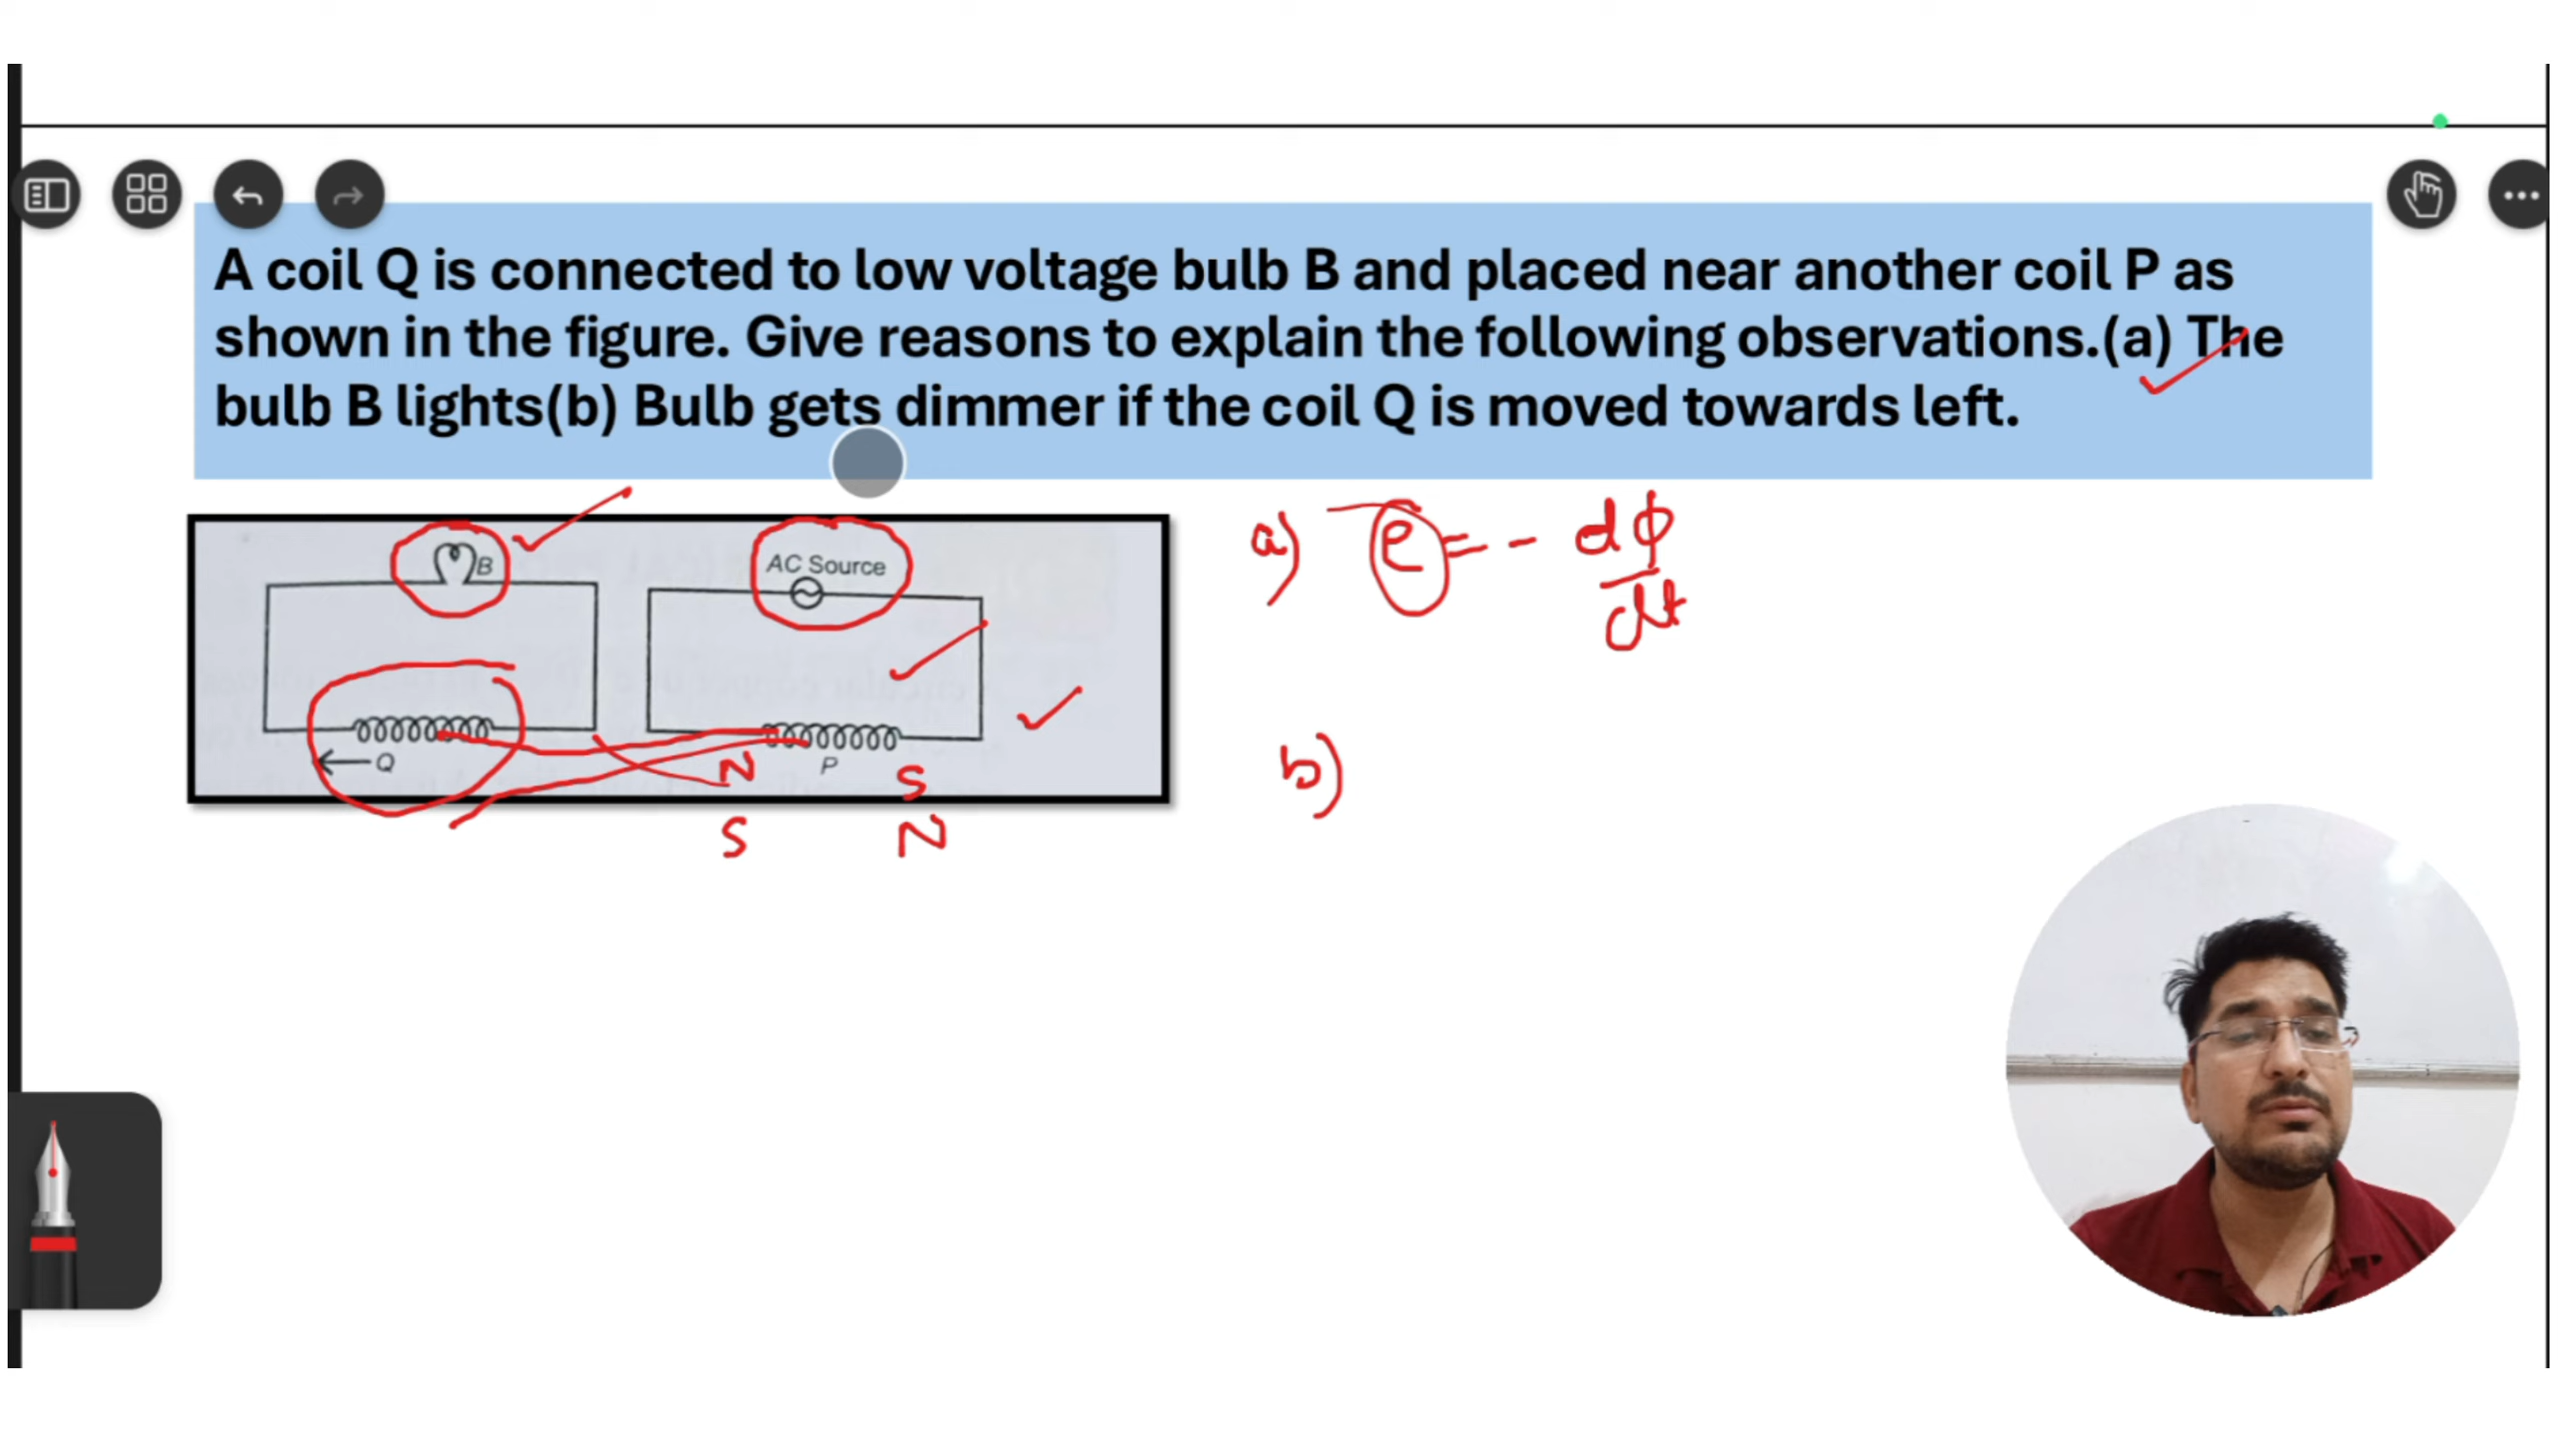 A coil Q is connected to low voltage bulb B and placed near another coil P as
shown in the figure. Give reasons to explain the following observations.(a) The
bulb B lights(b) Bulb gets dimmer if the coil Q is moved towards left.
B
AC Source
Q
P
N
S
S
N
a) e = - dϕ
dt
b)